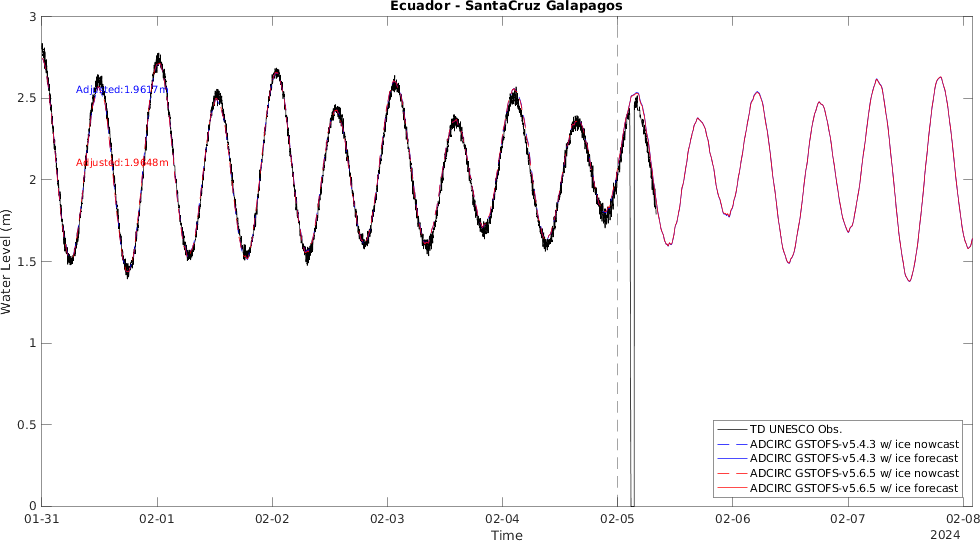 Ecuador - SantaCruz Galapagos
3
2.5
2
1.5
1
0.5
0
Water Level (m)
Adjusted:1.9617m
Adjusted:1.9648m
TD UNESCO Obs.
ADCIRC GSTOFS-v5.4.3 w/ ice nowcast
ADCIRC GSTOFS-v5.4.3 w/ ice forecast
ADCIRC GSTOFS-v5.6.5 w/ ice nowcast
ADCIRC GSTOFS-v5.6.5 w/ ice forecast
01-31 02-01 02-02 02-03 02-04 02-05 02-06 02-07 02-08
Time 2024